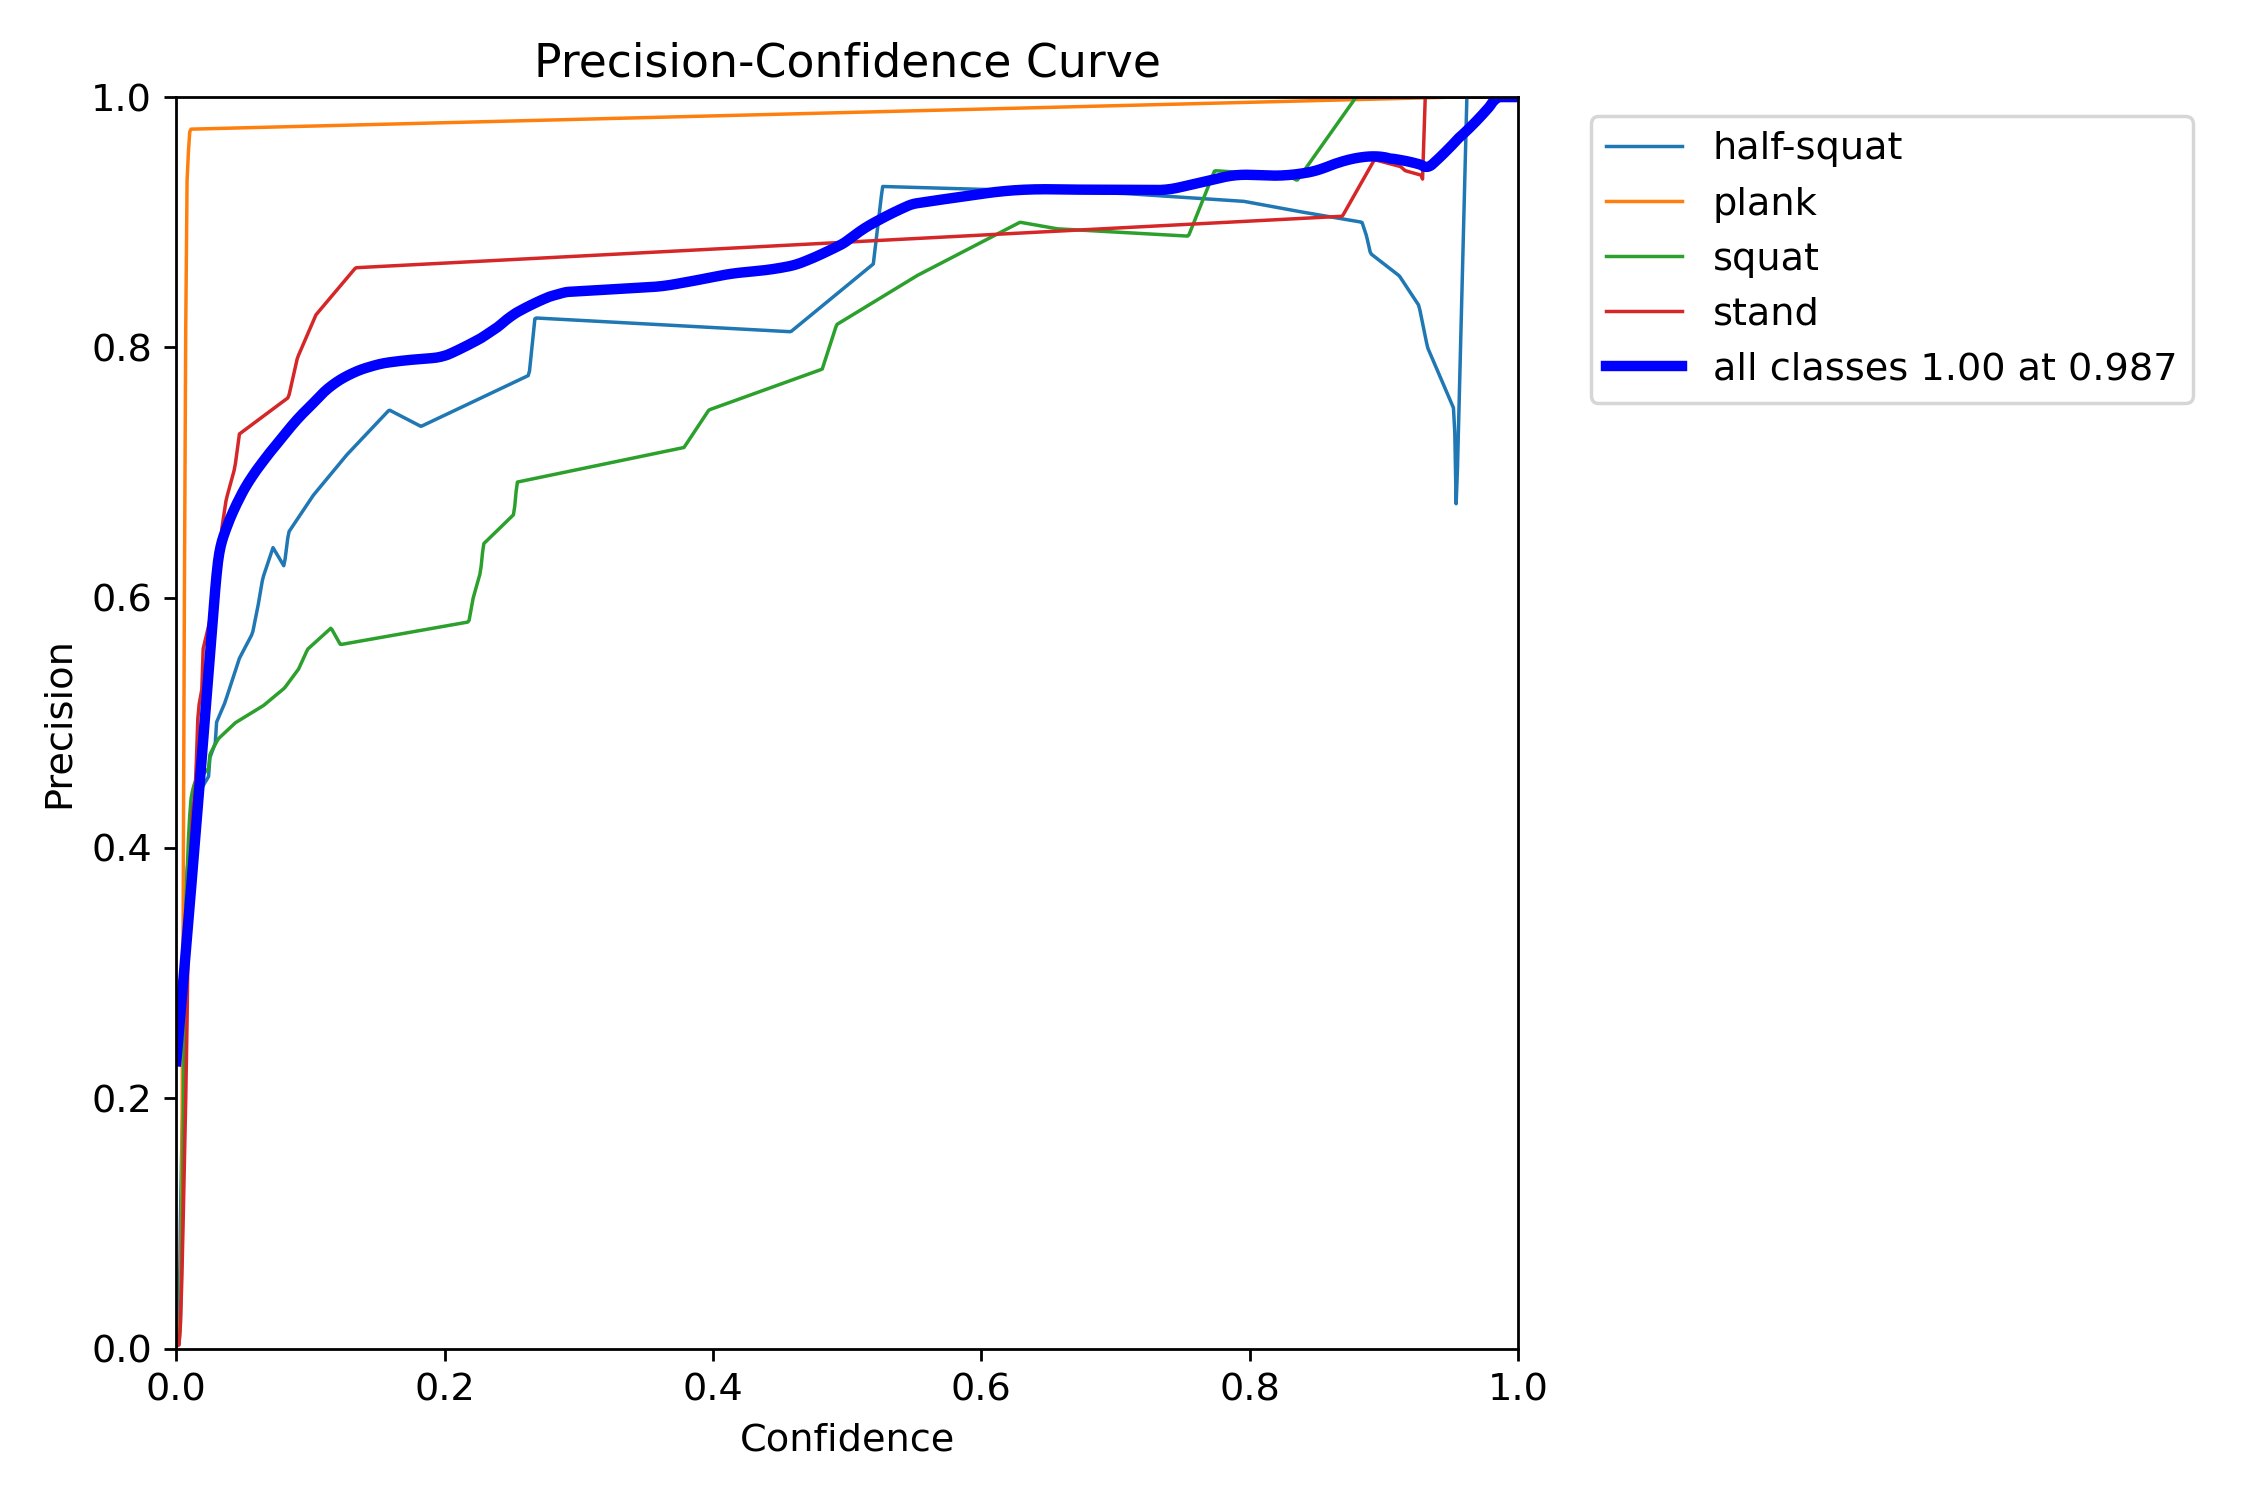 Precision-Confidence Curve
1.0
0.8
0.6
0.4
0.2
0.0
Precision
0.0 0.2 0.4 0.6 0.8 1.0
Confidence
half-squat
plank
squat
stand
all classes 1.00 at 0.987